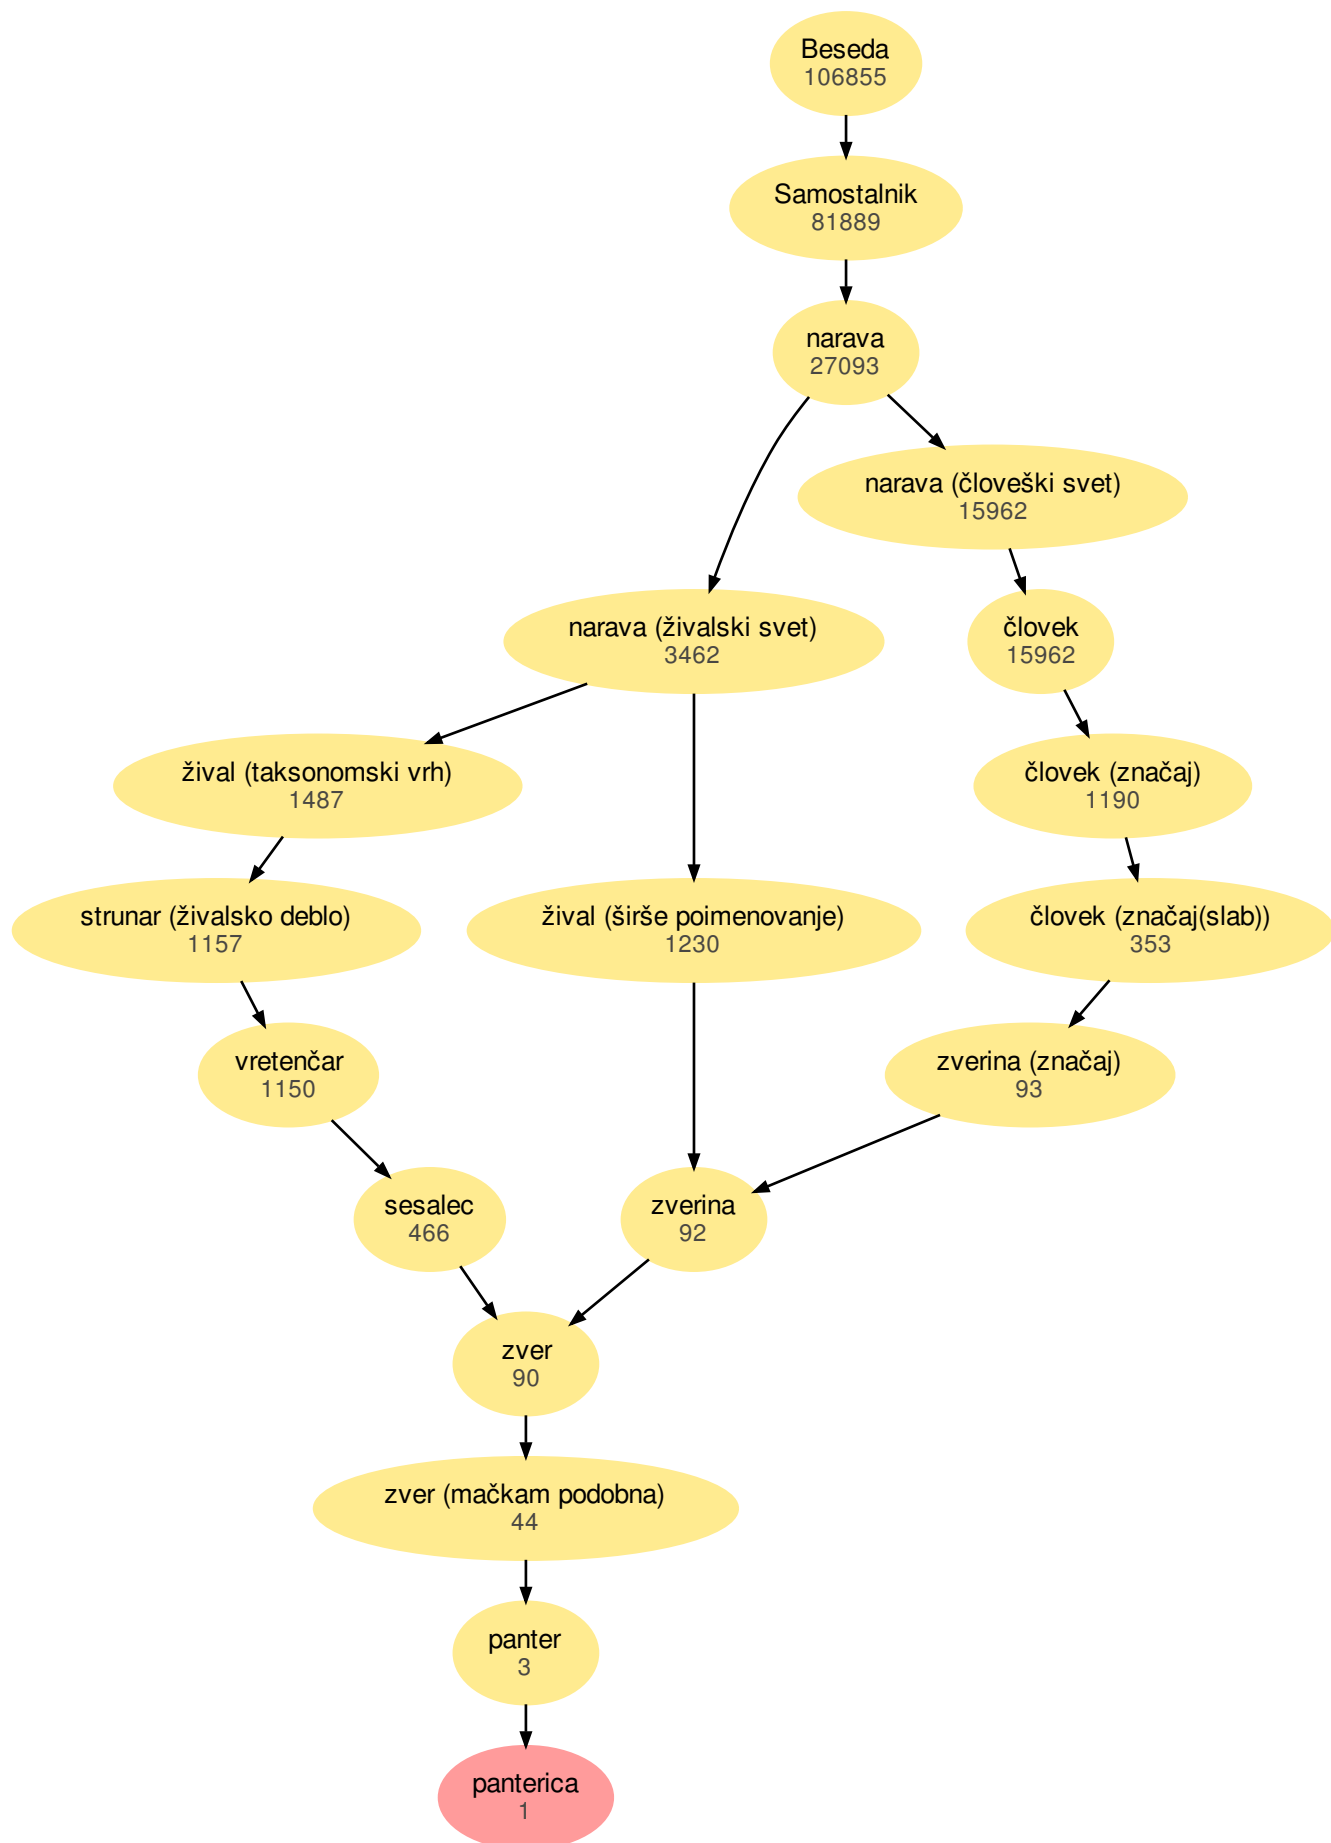 Beseda
106855
Samostalnik
81889
narava
27093
narava (človeški svet)
15962
narava (živalski svet)
3462
človek
15962
žival (taksonomski vrh)
1487
človek (značaj)
1190
strunar (živalsko deblo)
1157
žival (širše poimenovanje)
1230
človek (značaj(slab))
353
vretenčar
1150
zverina (značaj)
93
sesalec
466
zverina
92
zver
90
zver (mačkam podobna)
44
panter
3
panterica
1